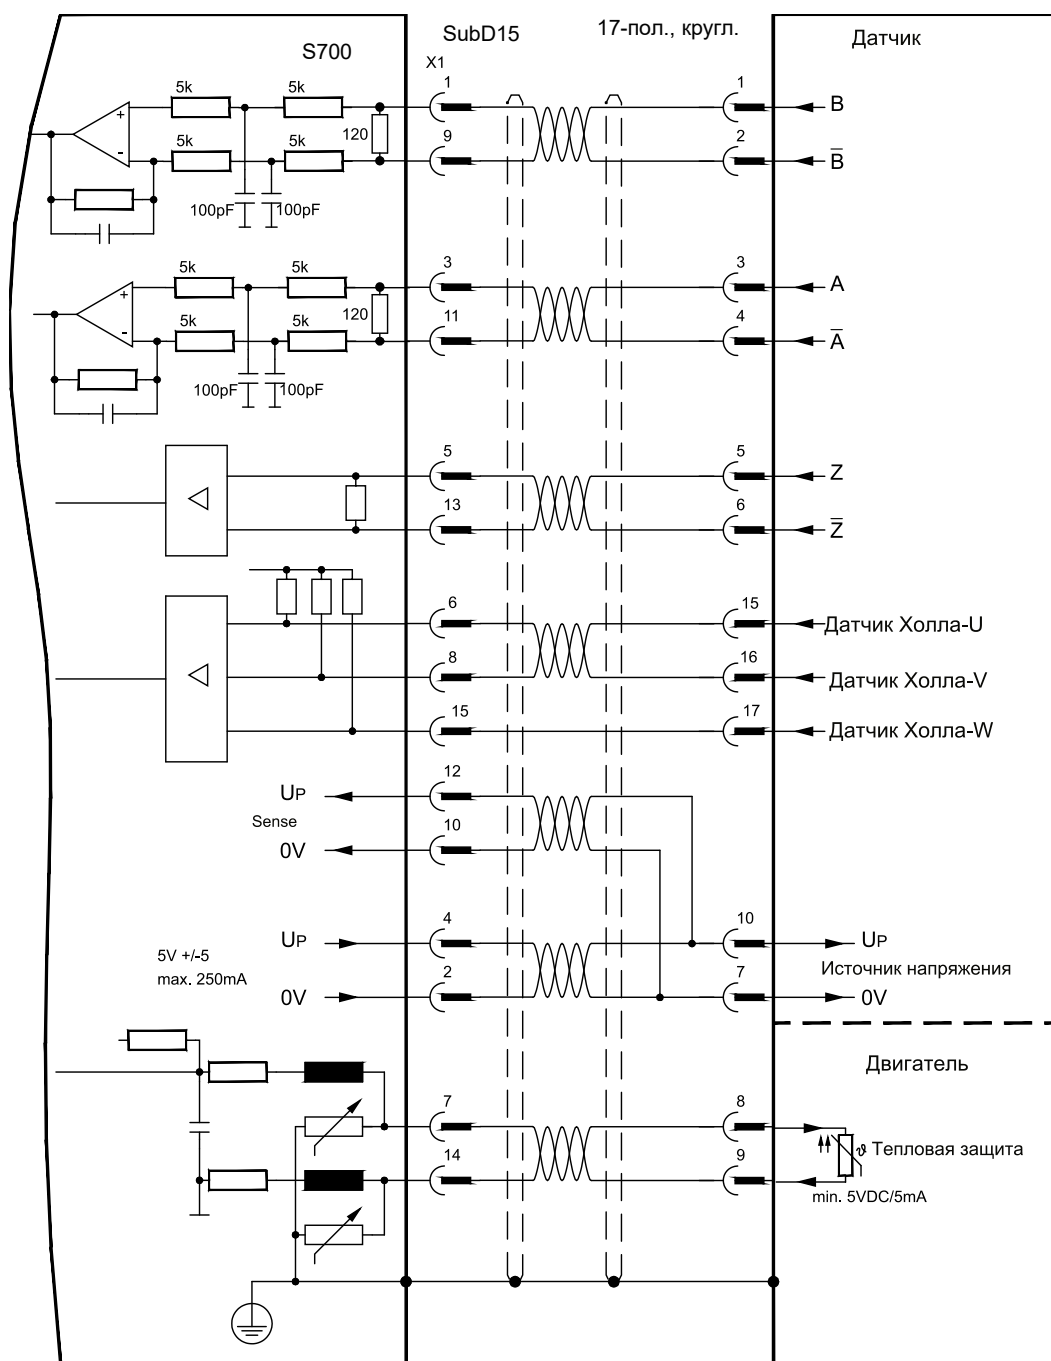 S700
SubD15
17-пол., кругл.
Датчик
X1
5k
5k
1
1
B
+
120
5k
5k
9
2
B̅
-
100pF
100pF
5k
5k
3
3
A
+
120
5k
5k
11
4
A̅
-
100pF
100pF
5
5
Z
13
6
Z̅
6
15
Датчик Холла-U
8
16
Датчик Холла-V
15
17
Датчик Холла-W
12
UP
Sense
10
0V
4
10
UP
UP
5V +/-5
max. 250mA
Источник напряжения
2
7
0V
0V
Двигатель
7
8
ϑ Тепловая защита
14
9
min. 5VDC/5mA